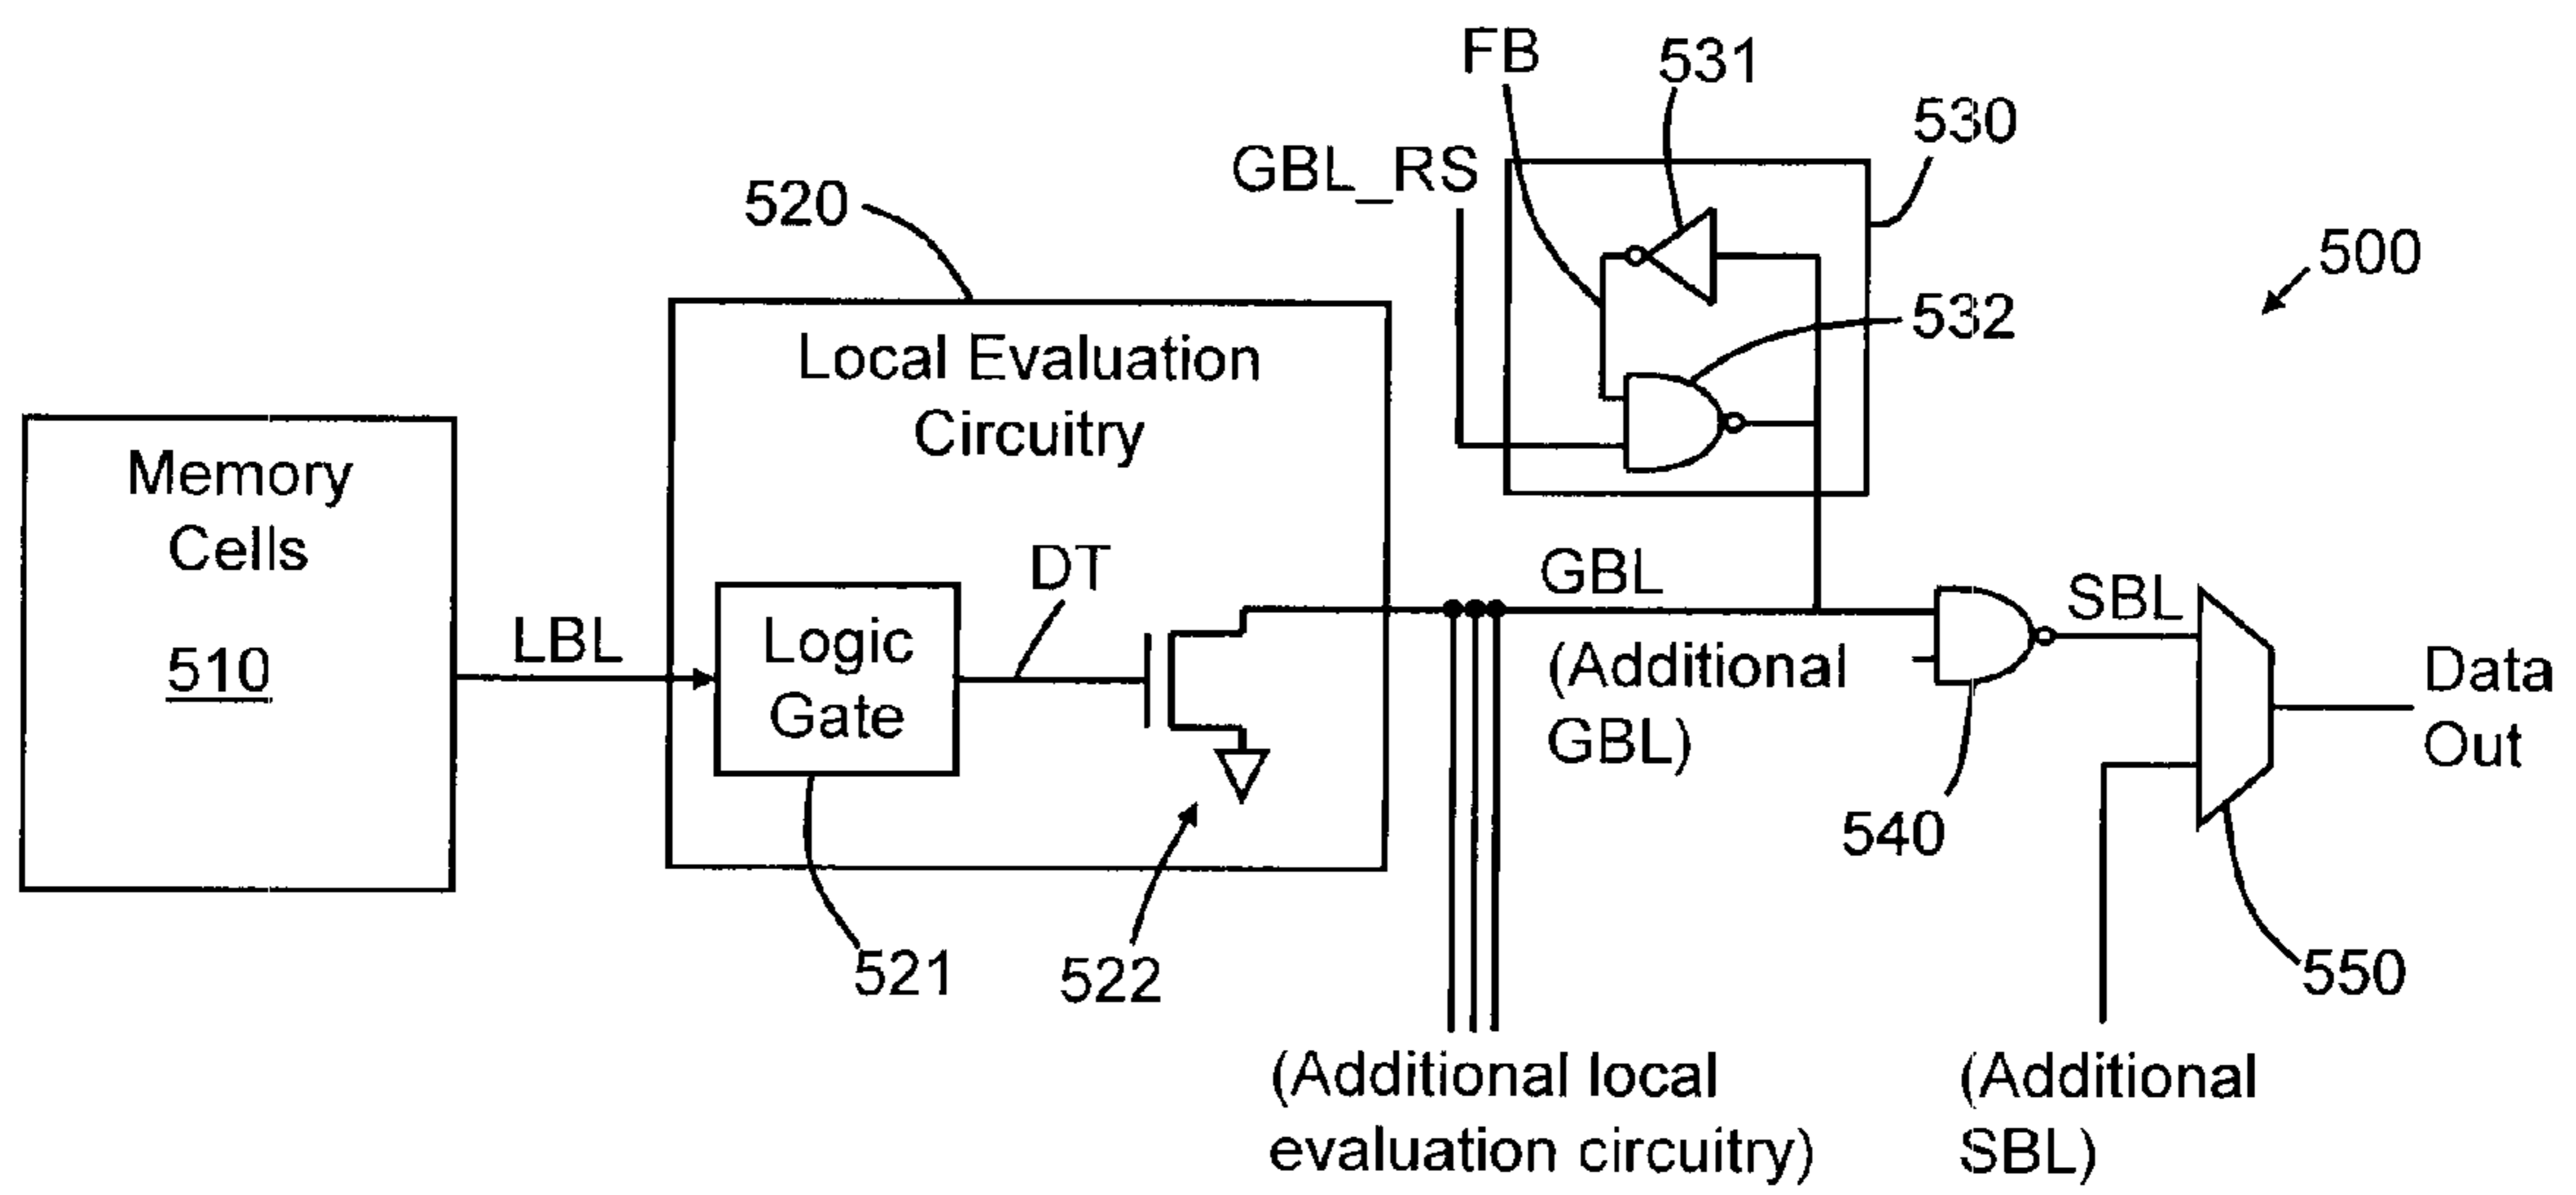 FB
531
530
GBL_RS
520
500
532
Local Evaluation
Circuitry
Memory
Cells
510
LBL
Logic
Gate
DT
GBL
(Additional
GBL)
SBL
Data
Out
540
550
521
522
(Additional local
evaluation circuitry)
(Additional
SBL)